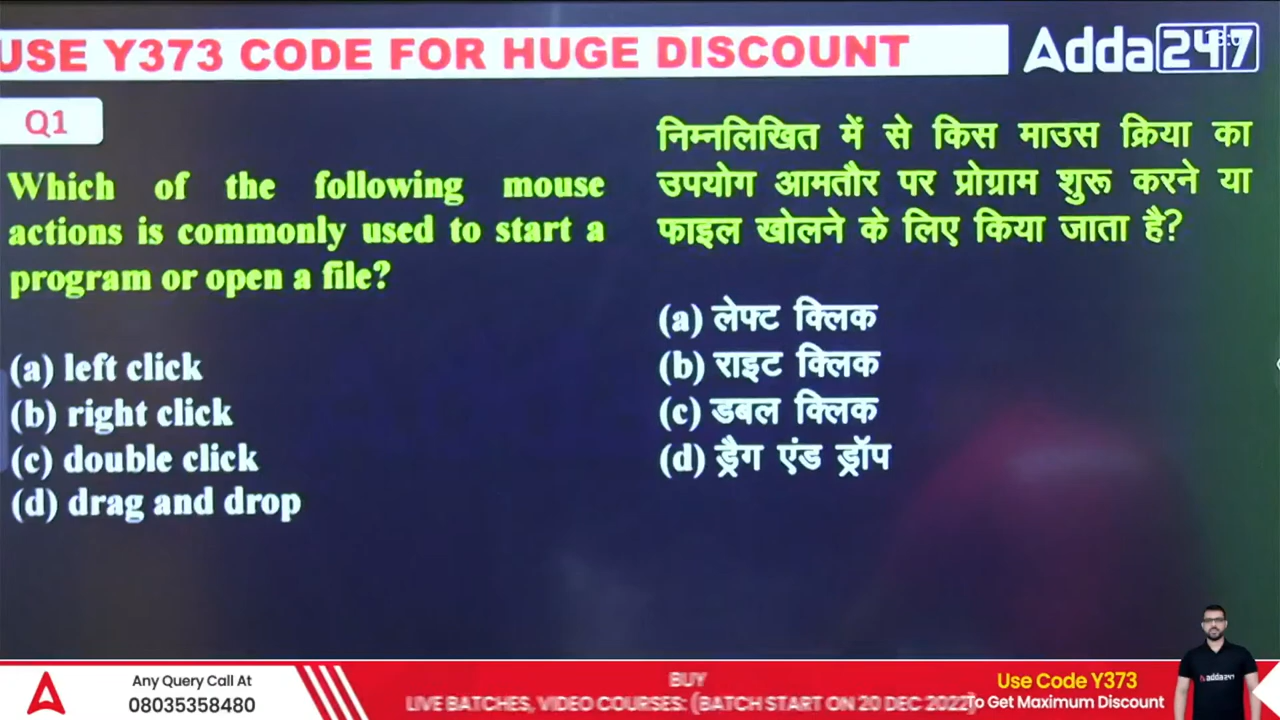 USE Y373 CODE FOR HUGE DISCOUNT
Adda247
Q1
Which of the following mouse
actions is commonly used to start a
program or open a file?
(a) left click
(b) right click
(c) double click
(d) drag and drop
निम्नलिखित में से किस माउस क्रिया का
उपयोग आमतौर पर प्रोग्राम शुरू करने या
फाइल खोलने के लिए किया जाता है?
(a) लेफ्ट क्लिक
(b) राइट क्लिक
(c) डबल क्लिक
(d) ड्रैग एंड ड्रॉप
Any Query Call At
08035358480
BUY
LIVE BATCHES, VIDEO COURSES: (BATCH START ON 20 DEC 2022)
Use Code Y373
To Get Maximum Discount
adda247